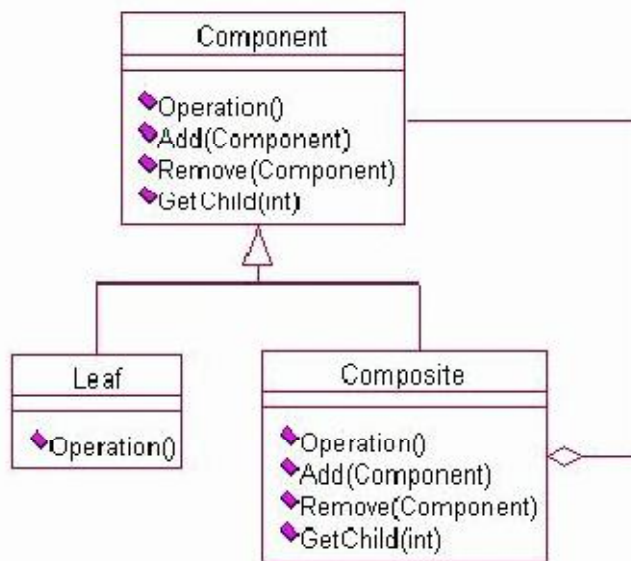 Component
Operation()
Add(Component)
Remove(Component)
GetChild(int)
Leaf
Operation()
Composite
Operation()
Add(Component)
Remove(Component)
GetChild(int)